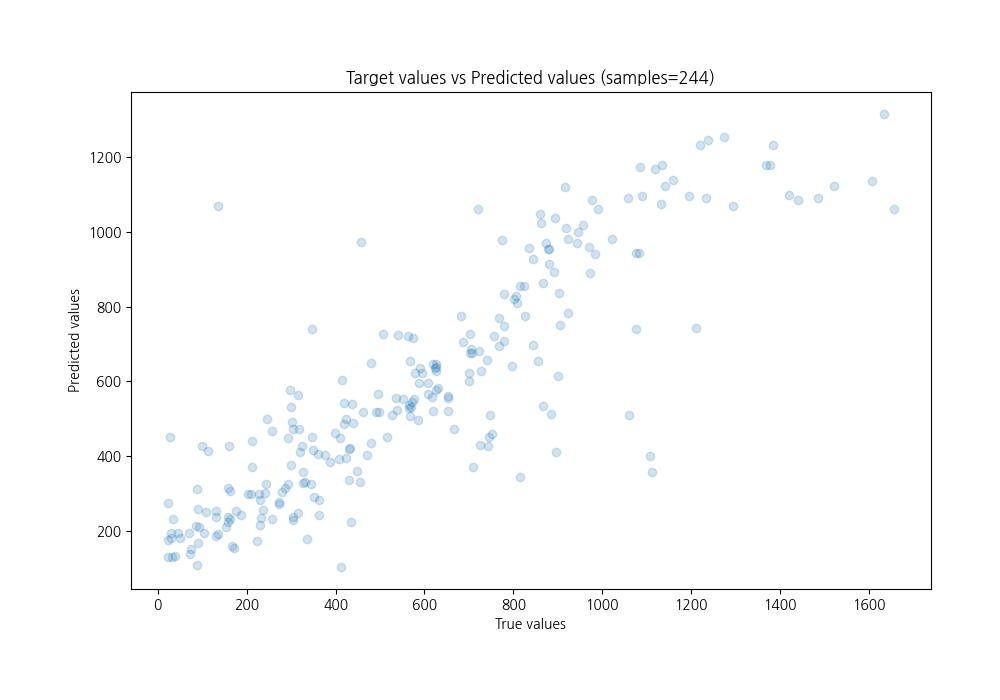 Target values vs Predicted values (samples=244)
Predicted values
1200
1000
800
600
400
200
0 200 400 600 800 1000 1200 1400 1600
True values